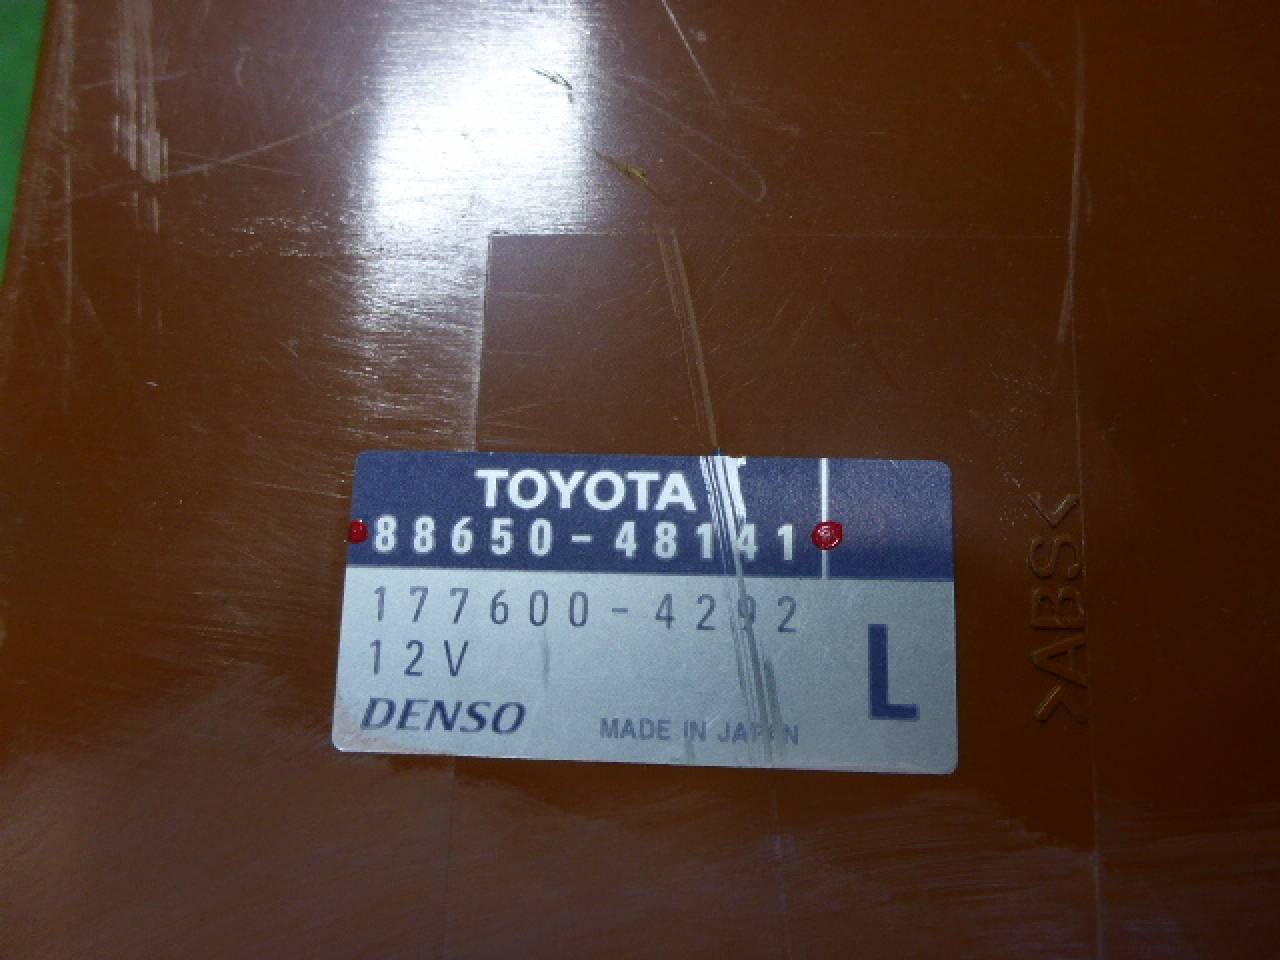 TOYOTA
88650-48141
177600-4292
12V
L
DENSO
MADE IN JAPAN
>ABS<